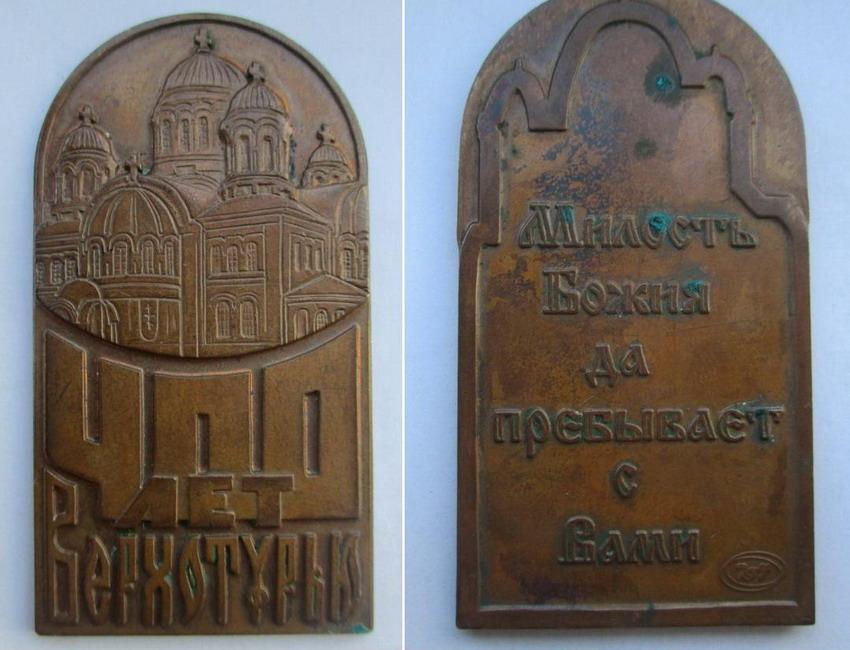 400
ЛЕТ
ВЕРХОТУРЬЮ
Милость
Божия
да
пребывает
с
Вами